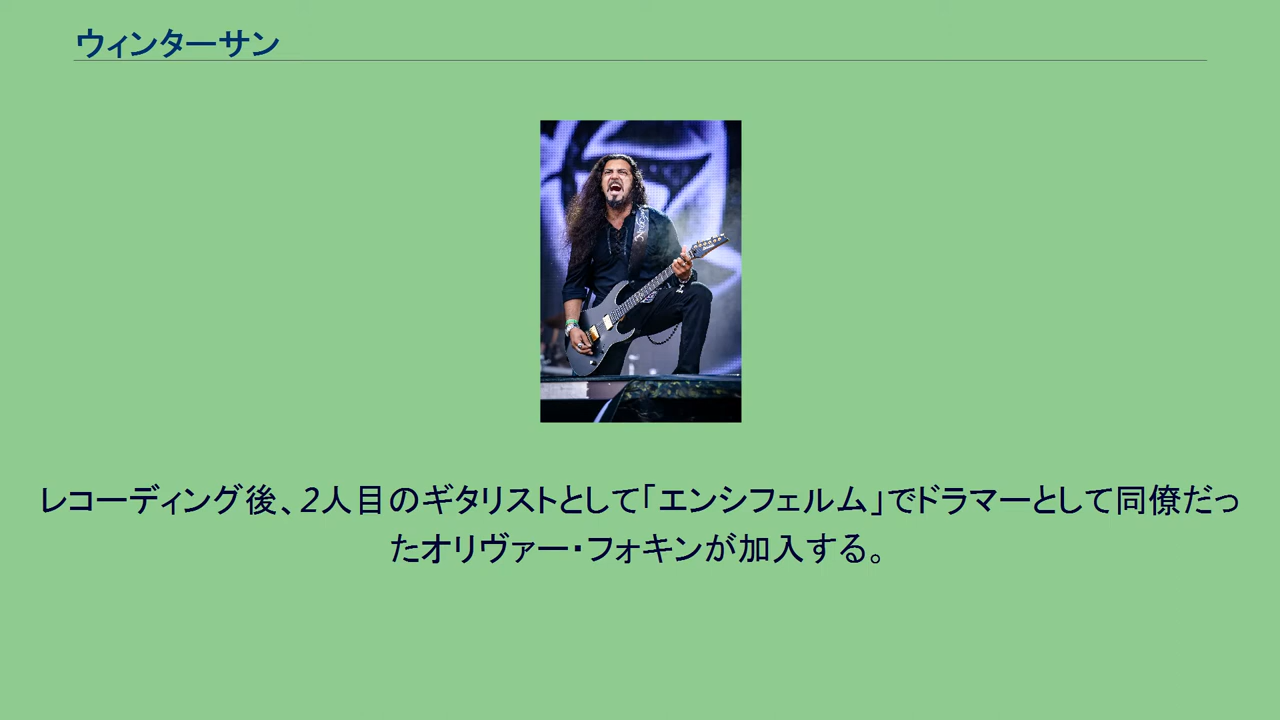 ウィンターサン
レコーディング後、2人目のギタリストとして「エンシフェルム」でドラマーとして同僚だっ
たオリヴァー・フォキンが加入する。